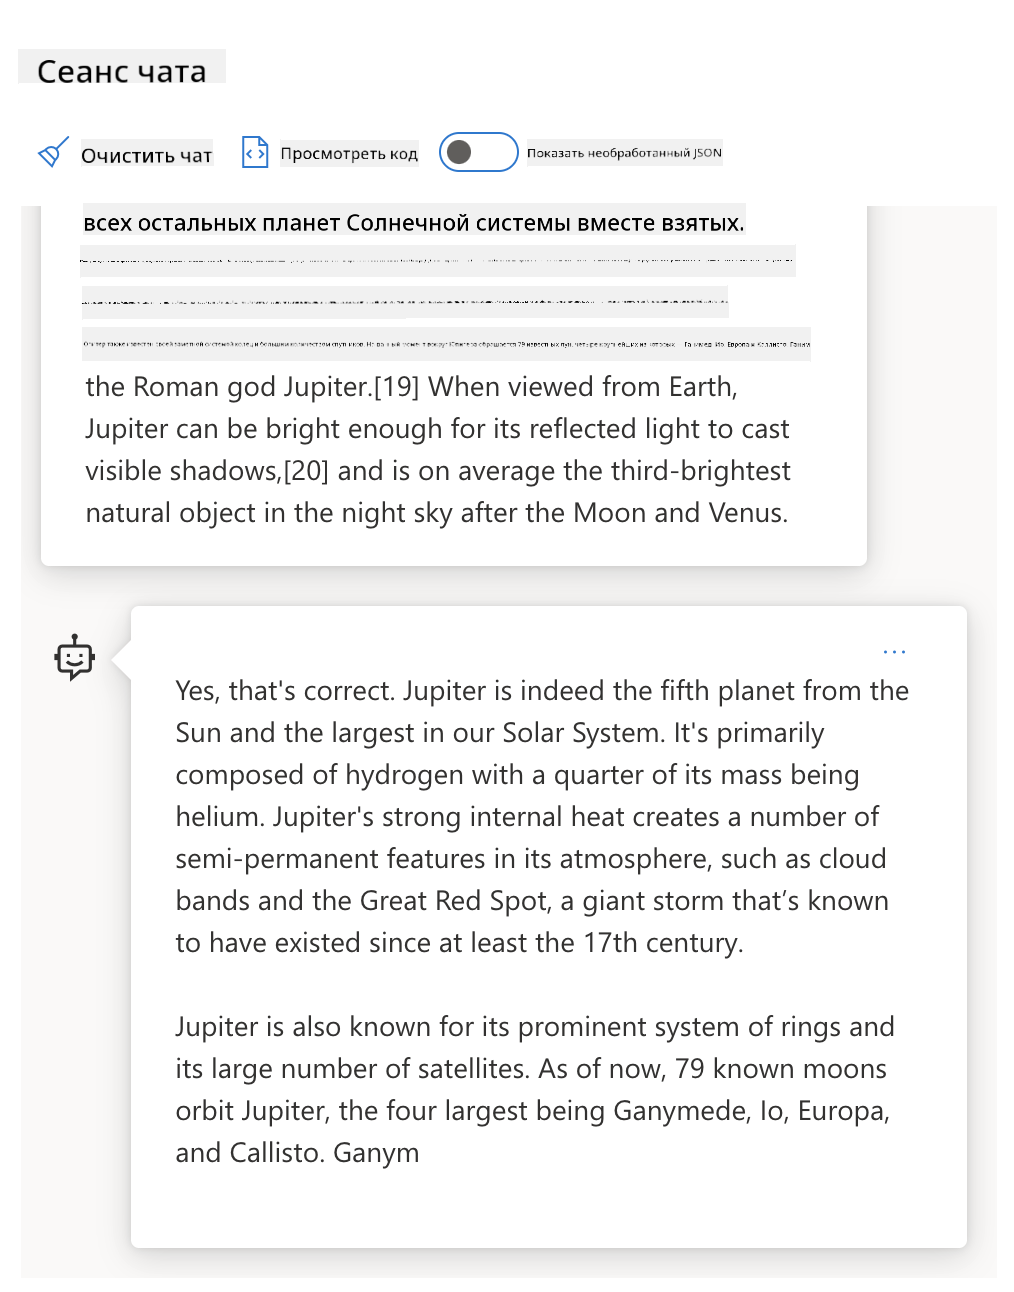 Сеанс чата
Очистить чат
Просмотреть код
Показать необработанный JSON
всех остальных планет Солнечной системы вместе взятых.
the Roman god Jupiter.[19] When viewed from Earth,
Jupiter can be bright enough for its reflected light to cast
visible shadows,[20] and is on average the third-brightest
natural object in the night sky after the Moon and Venus.
Yes, that's correct. Jupiter is indeed the fifth planet from the
Sun and the largest in our Solar System. It's primarily
composed of hydrogen with a quarter of its mass being
helium. Jupiter's strong internal heat creates a number of
semi-permanent features in its atmosphere, such as cloud
bands and the Great Red Spot, a giant storm that’s known
to have existed since at least the 17th century.
Jupiter is also known for its prominent system of rings and
its large number of satellites. As of now, 79 known moons
orbit Jupiter, the four largest being Ganymede, Io, Europa,
and Callisto. Ganym